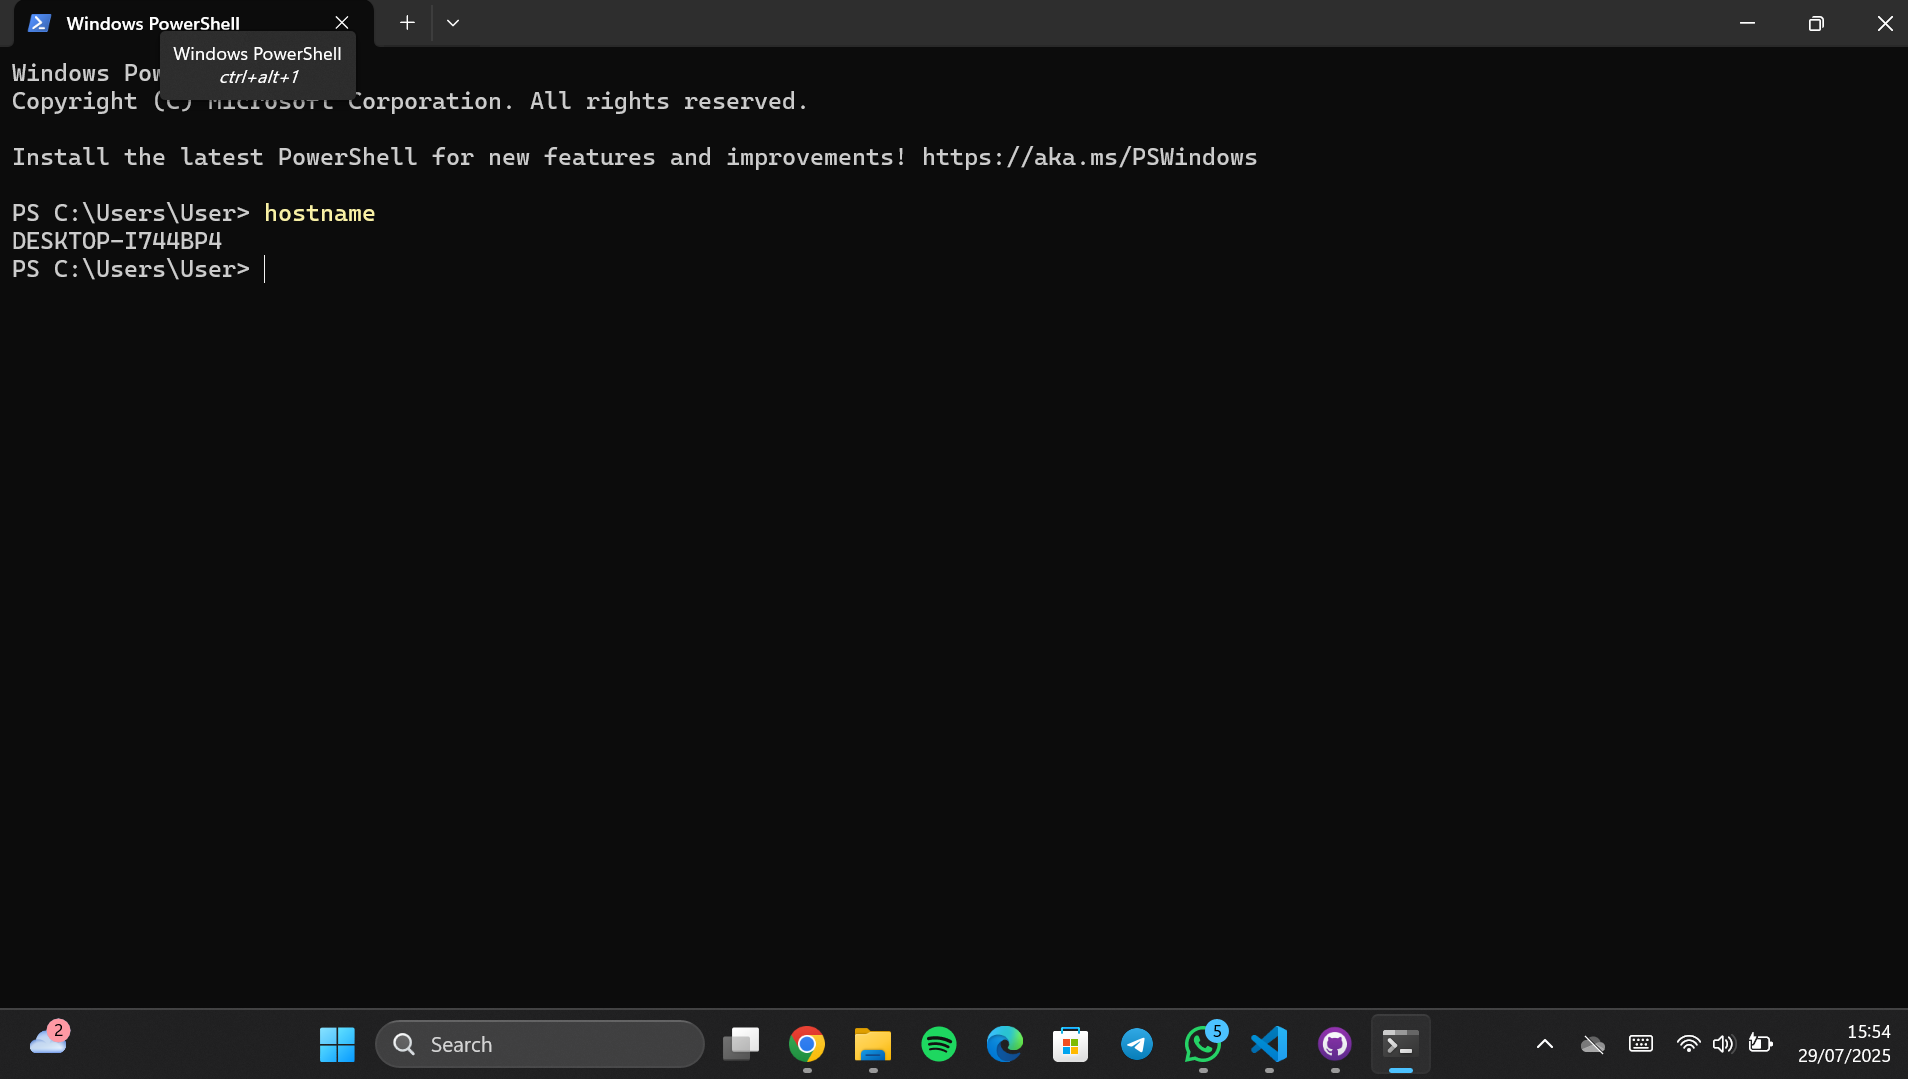 Windows PowerShell
Windows PowerShell
ctrl+alt+1
Windows Pow
Copyright (C) Microsoft Corporation. All rights reserved.
Install the latest PowerShell for new features and improvements! https://aka.ms/PSWindows
PS C:\Users\User> hostname
DESKTOP-I744BP4
PS C:\Users\User>
2
Search
5
15:54
29/07/2025